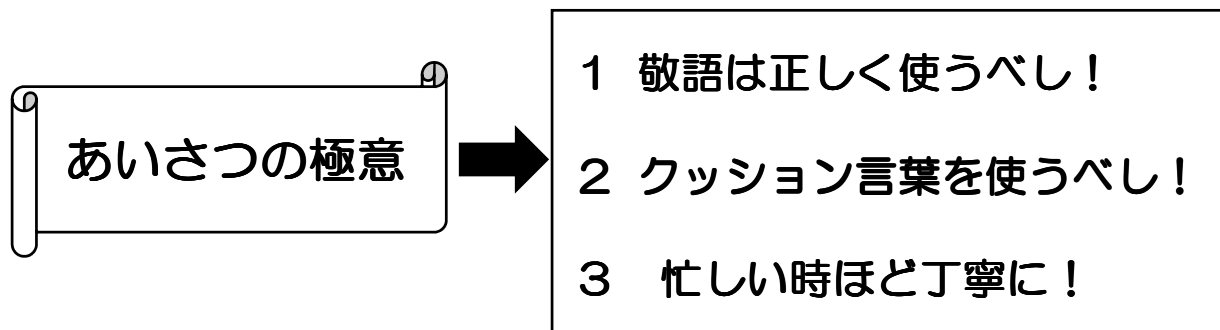 あいさつの極意
１ 敬語は正しく使うべし！
２ クッション言葉を使うべし！
３　忙しい時ほど丁寧に！